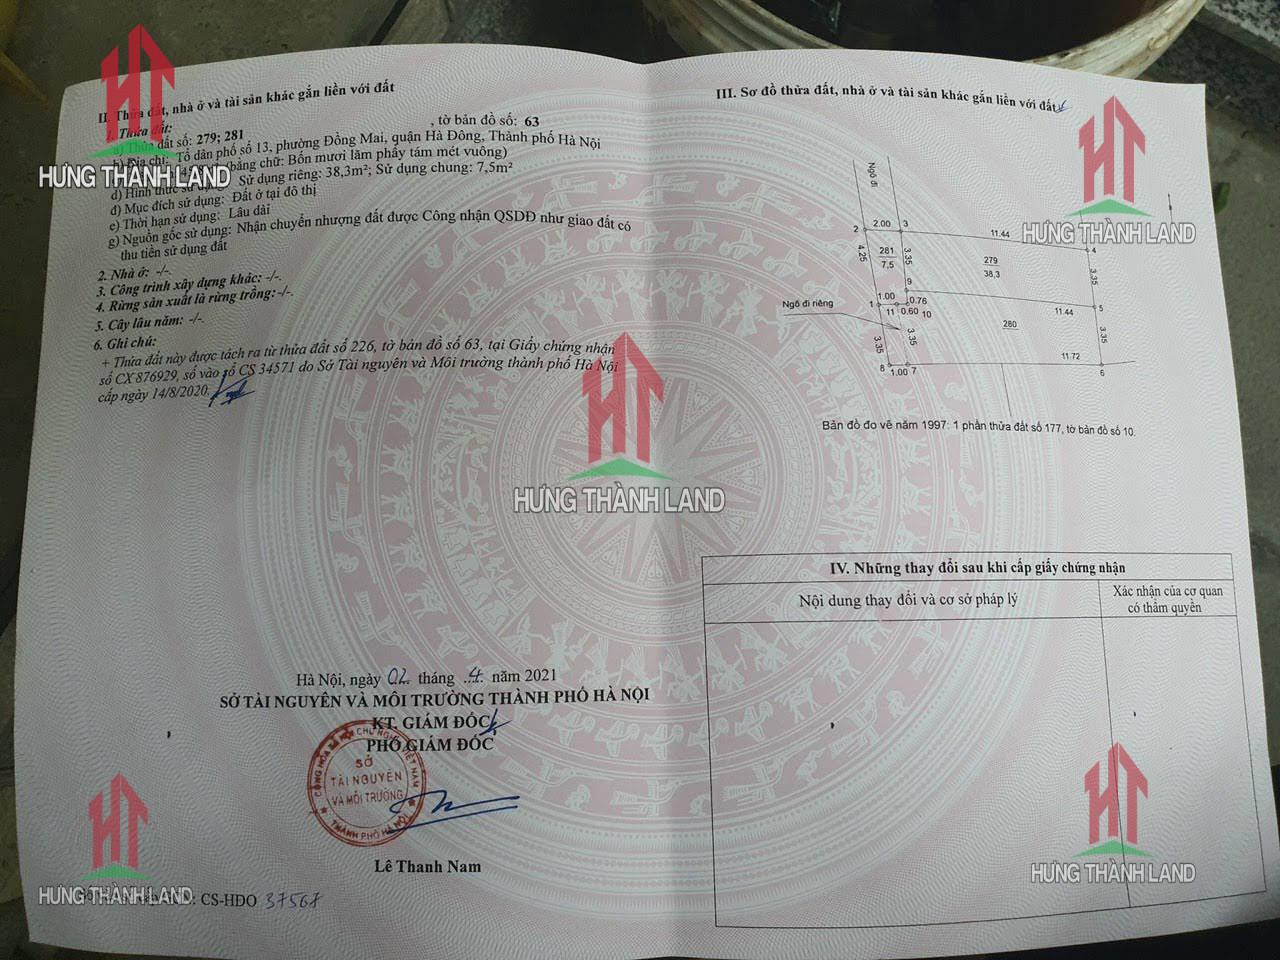 II. Thửa đất, nhà ở và tài sản khác gắn liền với đất
1. Thửa đất:
a) Thửa đất số: 279; 281 , tờ bản đồ số: 63
b) Địa chỉ: Tổ dân phố số 13, phường Đồng Mai, quận Hà Đông, Thành phố Hà Nội
(bằng chữ: Bốn mươi lăm phẩy tám mét vuông)
d) Hình thức sử dụng: Sử dụng riêng: 38,3m²; Sử dụng chung: 7,5m²
đ) Mục đích sử dụng: Đất ở tại đô thị
e) Thời hạn sử dụng: Lâu dài
g) Nguồn gốc sử dụng: Nhận chuyển nhượng đất được Công nhận QSDĐ như giao đất có
thu tiền sử dụng đất
2. Nhà ở: -/-.
3. Công trình xây dựng khác: -/-.
4. Rừng sản xuất là rừng trồng:-/-.
5. Cây lâu năm: -/-.
6. Ghi chú:
+ Thửa đất này được tách ra từ thửa đất số 226, tờ bản đồ số 63, tại Giấy chứng nhận
số CX 876929, số vào sổ CS 34571 do Sở Tài nguyên và Môi trường thành phố Hà Nội
cấp ngày 14/8/2020.
Hà Nội, ngày 02 tháng 4 năm 2021
SỞ TÀI NGUYÊN VÀ MÔI TRƯỜNG THÀNH PHỐ HÀ NỘI
KT. GIÁM ĐỐC
PHÓ GIÁM ĐỐC
CỘNG HÒA XÃ HỘI CHỦ NGHĨA VIỆT NAM
SỞ
TÀI NGUYÊN
VÀ MÔI TRƯỜNG
THÀNH PHỐ HÀ NỘI
Lê Thanh Nam
CS-HDO 37567
III. Sơ đồ thửa đất, nhà ở và tài sản khác gắn liền với đất
Ngõ đi
2 2.00 3 11.44 4
4.25 281 7,5 3.35 279 38,3 3.35
9
1 1.00 0.76 11.44 5
11 0.60 10
Ngõ đi riêng
280
3.35 3.35 3.35
11.72
8 1.00 7 6
Bản đồ đo vẽ năm 1997: 1 phần thửa đất số 177, tờ bản đồ số 10.
IV. Những thay đổi sau khi cấp giấy chứng nhận
Nội dung thay đổi và cơ sở pháp lý
Xác nhận của cơ quan
có thẩm quyền
HƯNG THÀNH LAND
HƯNG THÀNH LAND
HƯNG THÀNH LAND
HƯNG THÀNH LAND
HƯNG THÀNH LAND